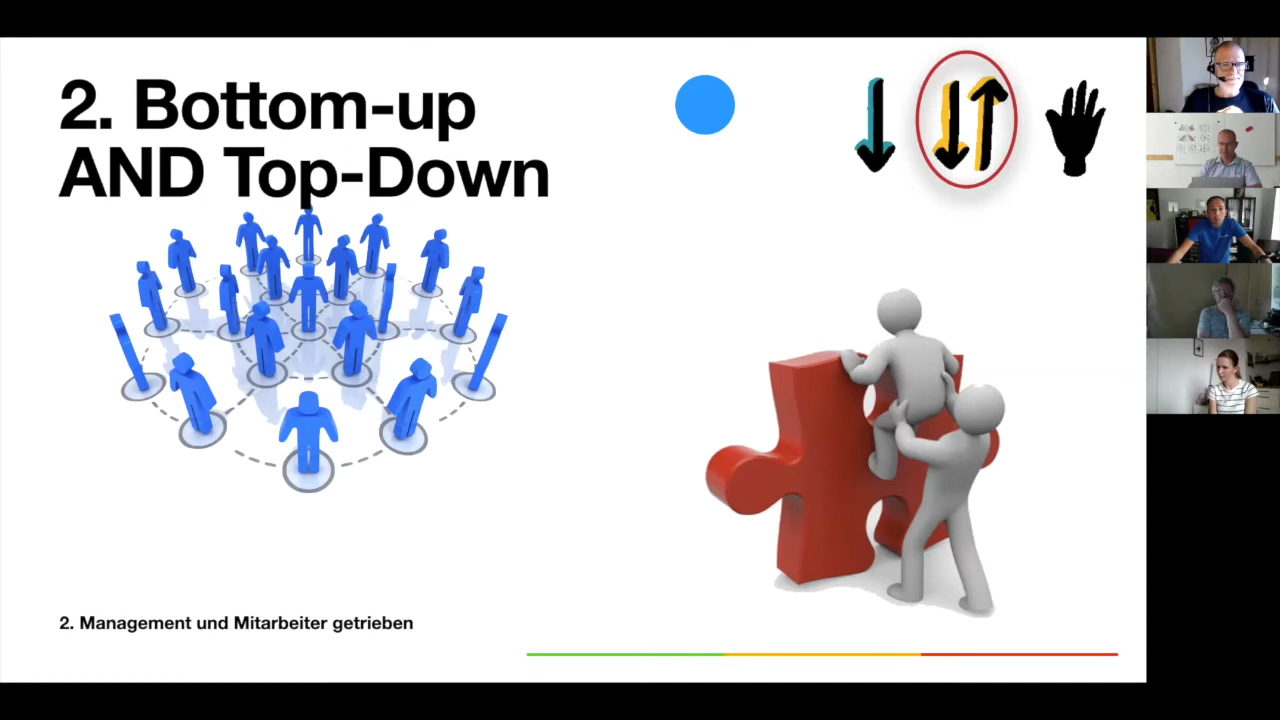 2. Bottom-up
AND Top-Down
2. Management und Mitarbeiter getrieben